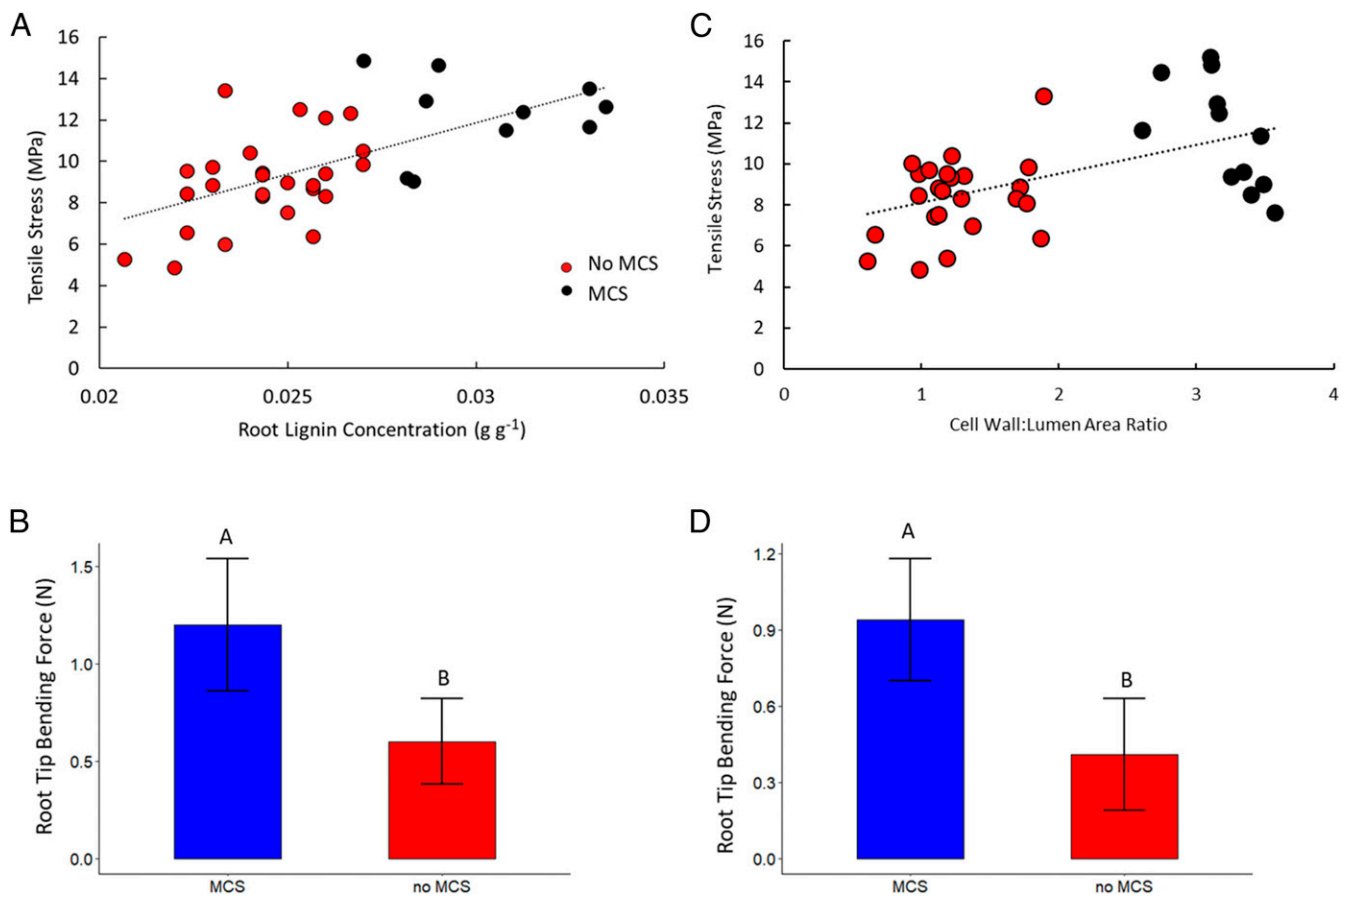 A
16
14
12
10
8
6
4
2
0
Tensile Stress (MPa)
No MCS
MCS
0.02 0.025 0.03 0.035
Root Lignin Concentration (g g-1)
C
16
14
12
10
8
6
4
2
0
Tensile Stress (MPa)
0 1 2 3 4
Cell Wall:Lumen Area Ratio
B
1.5
1.0
0.5
0.0
Root Tip Bending Force (N)
A
B
MCS no MCS
D
1.2
0.9
0.6
0.3
0.0
Root Tip Bending Force (N)
A
B
MCS no MCS